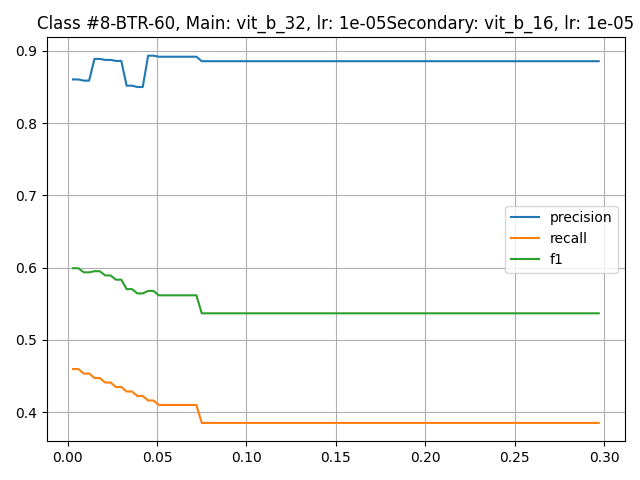 Class #8-BTR-60, Main: vit_b_32, lr: 1e-05Secondary: vit_b_16, lr: 1e-05
0.9
0.8
0.7
0.6
0.5
0.4
precision
recall
f1
0.00 0.05 0.10 0.15 0.20 0.25 0.30